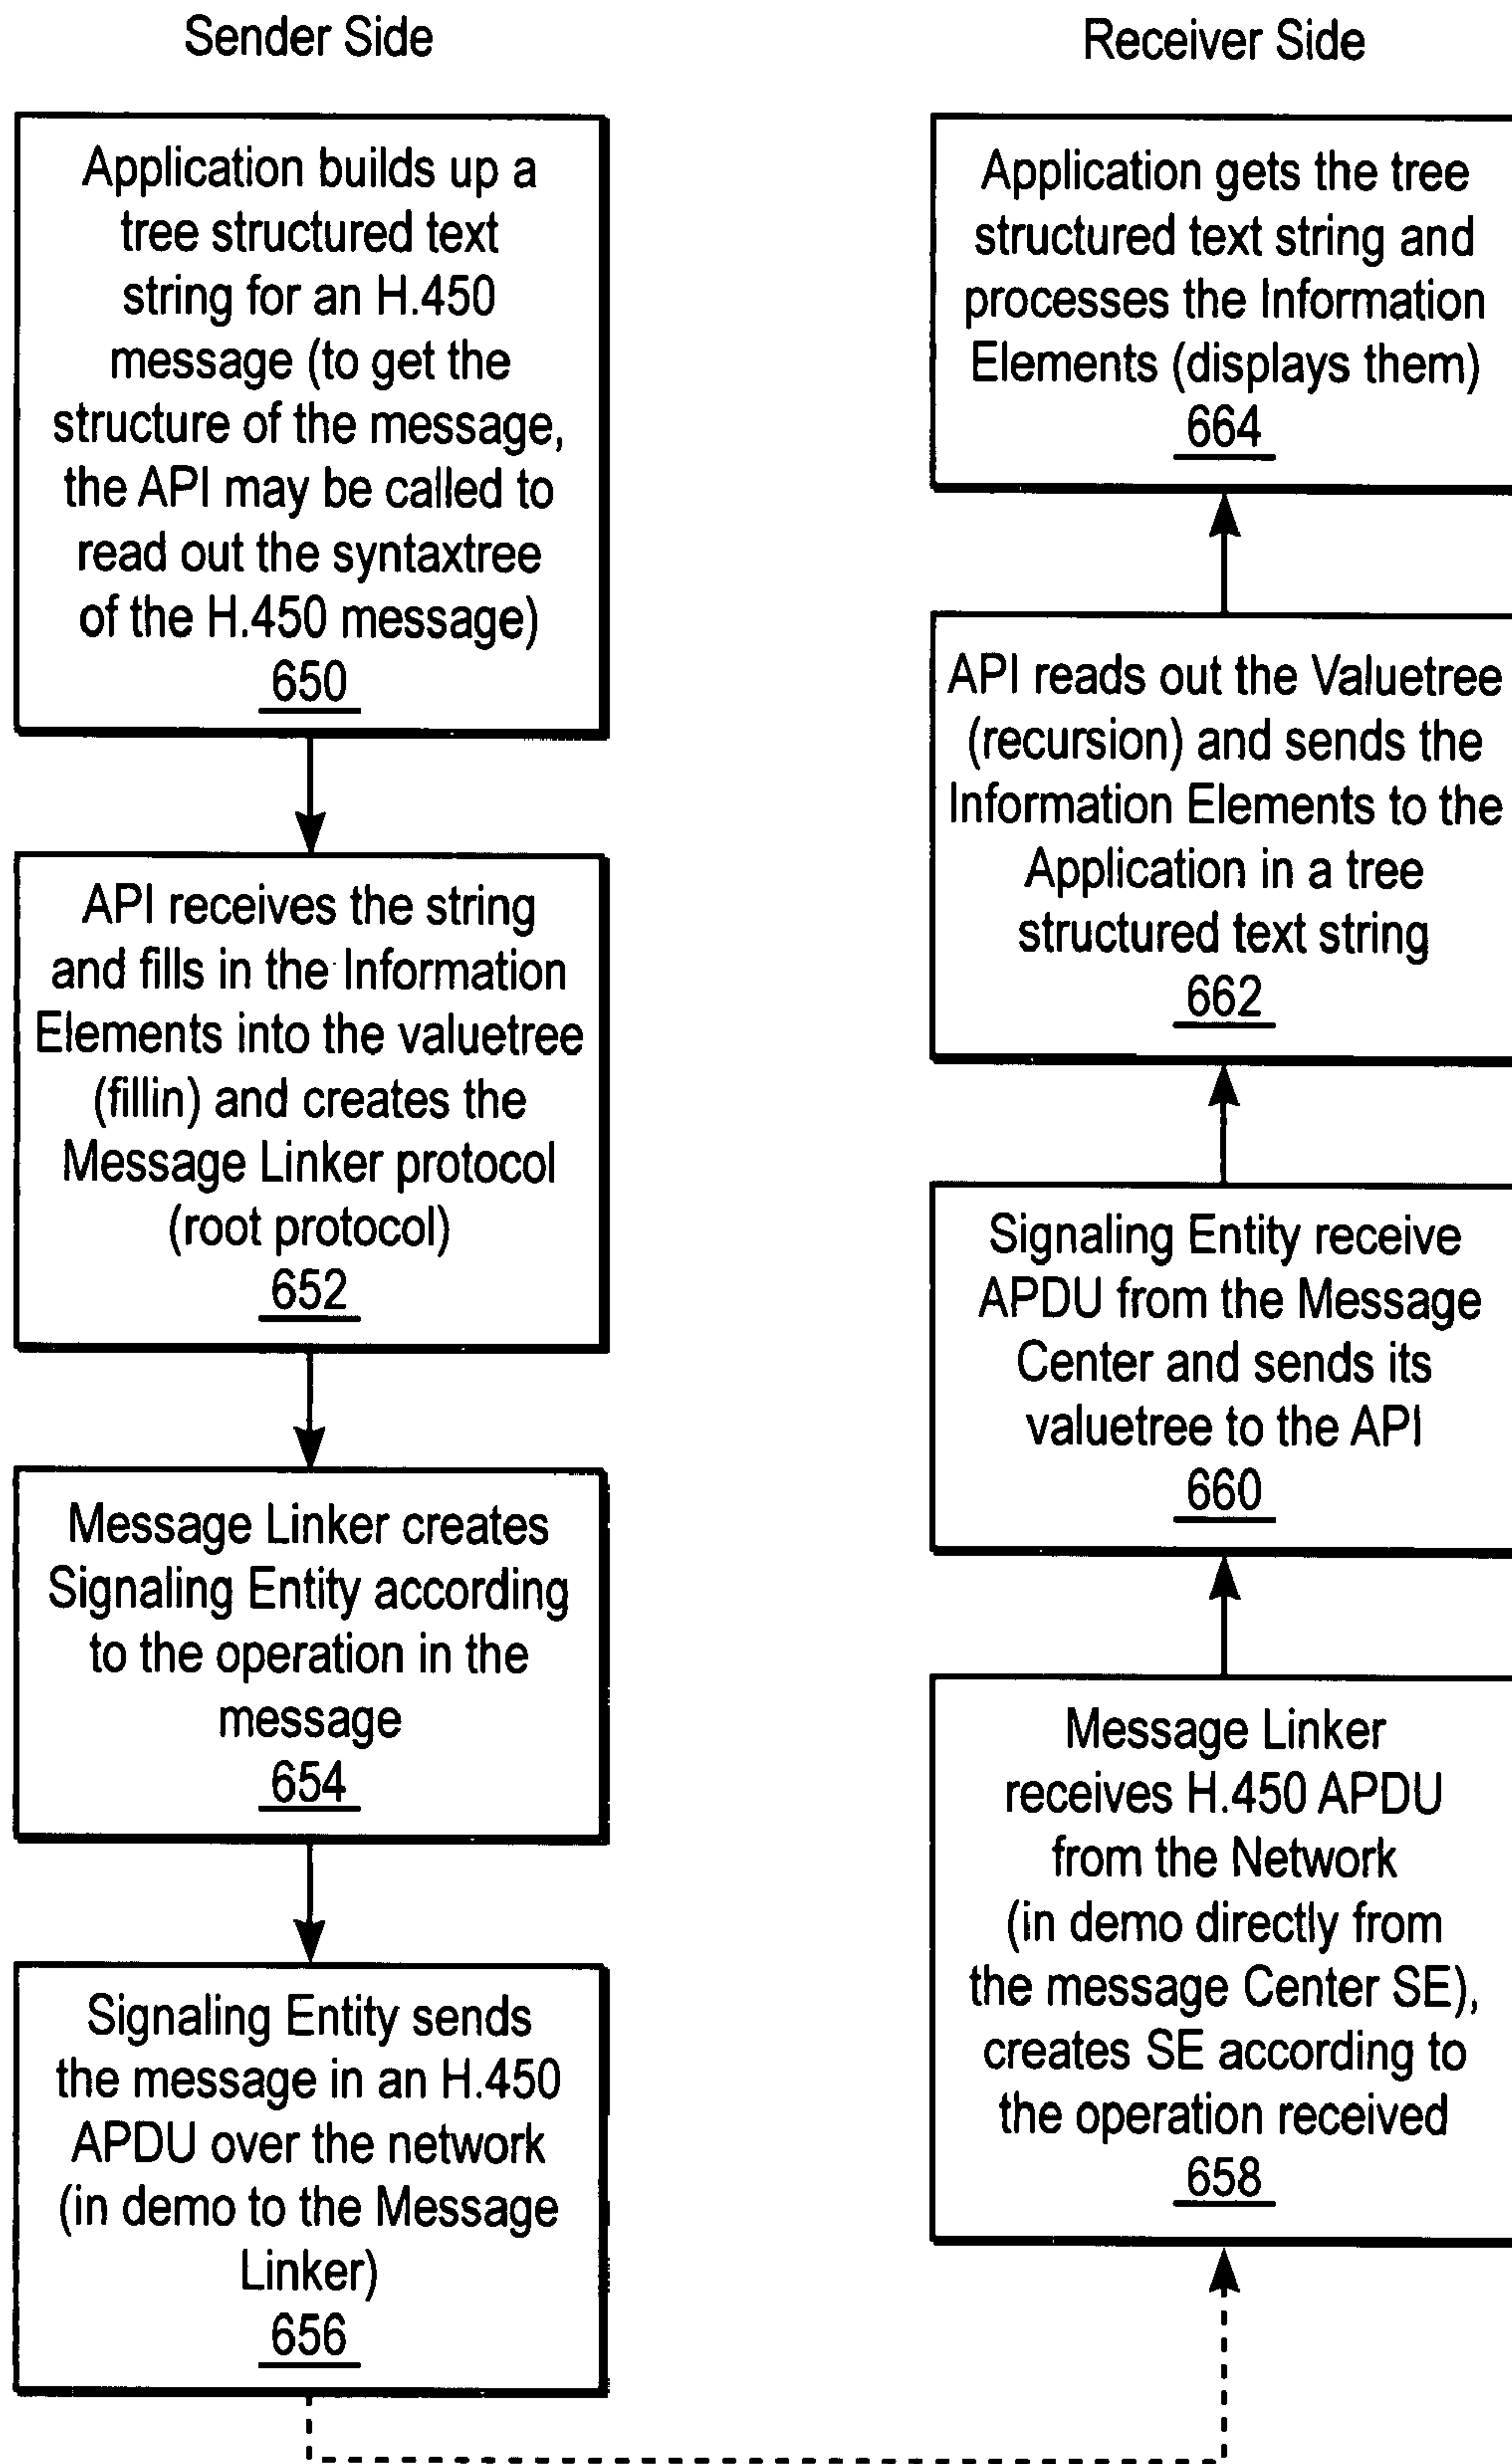 Sender Side
Application builds up a
tree structured text
string for an H.450
message (to get the
structure of the message,
the API may be called to
read out the syntaxtree
of the H.450 message)
650
API receives the string
and fills in the Information
Elements into the valuetree
(fillin) and creates the
Message Linker protocol
(root protocol)
652
Message Linker creates
Signaling Entity according
to the operation in the
message
654
Signaling Entity sends
the message in an H.450
APDU over the network
(in demo to the Message
Linker)
656
Receiver Side
Application gets the tree
structured text string and
processes the Information
Elements (displays them)
664
API reads out the Valuetree
(recursion) and sends the
Information Elements to the
Application in a tree
structured text string
662
Signaling Entity receive
APDU from the Message
Center and sends its
valuetree to the API
660
Message Linker
receives H.450 APDU
from the Network
(in demo directly from
the message Center SE),
creates SE according to
the operation received
658